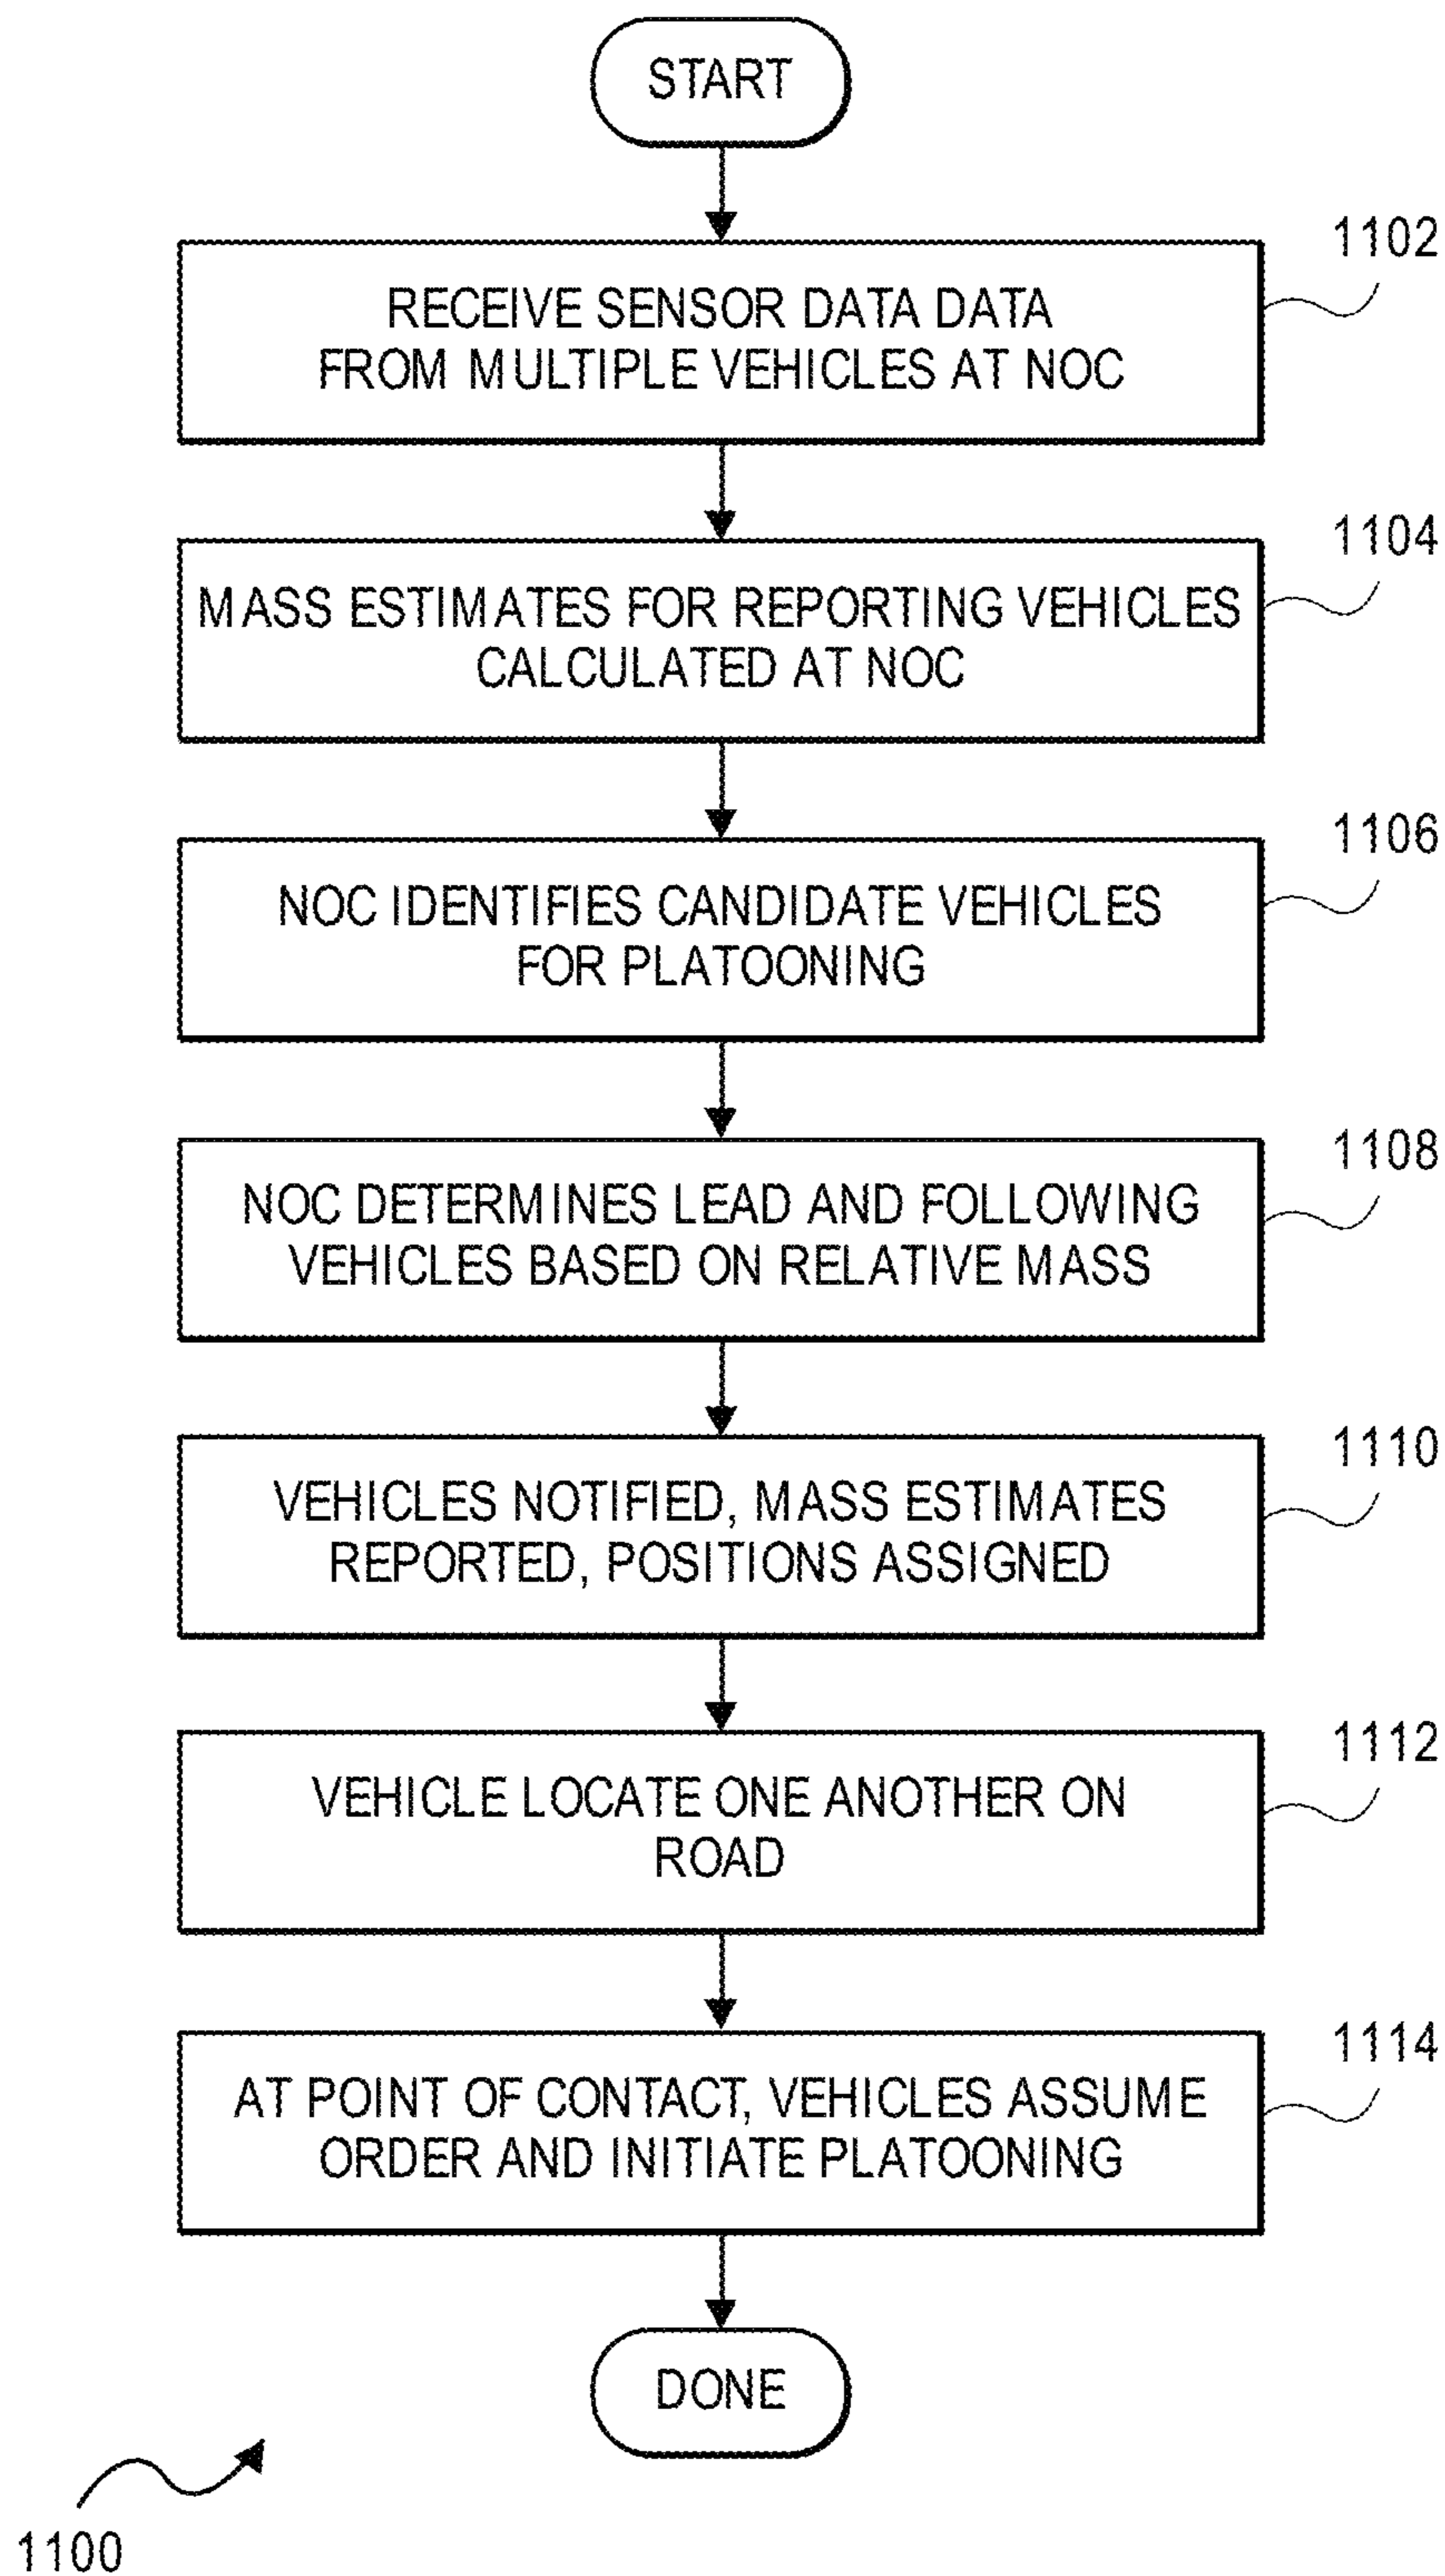 START
1102
RECEIVE SENSOR DATA DATA
FROM MULTIPLE VEHICLES AT NOC
1104
MASS ESTIMATES FOR REPORTING VEHICLES
CALCULATED AT NOC
1106
NOC IDENTIFIES CANDIDATE VEHICLES
FOR PLATOONING
1108
NOC DETERMINES LEAD AND FOLLOWING
VEHICLES BASED ON RELATIVE MASS
1110
VEHICLES NOTIFIED, MASS ESTIMATES
REPORTED, POSITIONS ASSIGNED
1112
VEHICLE LOCATE ONE ANOTHER ON
ROAD
1114
AT POINT OF CONTACT, VEHICLES ASSUME
ORDER AND INITIATE PLATOONING
DONE
1100